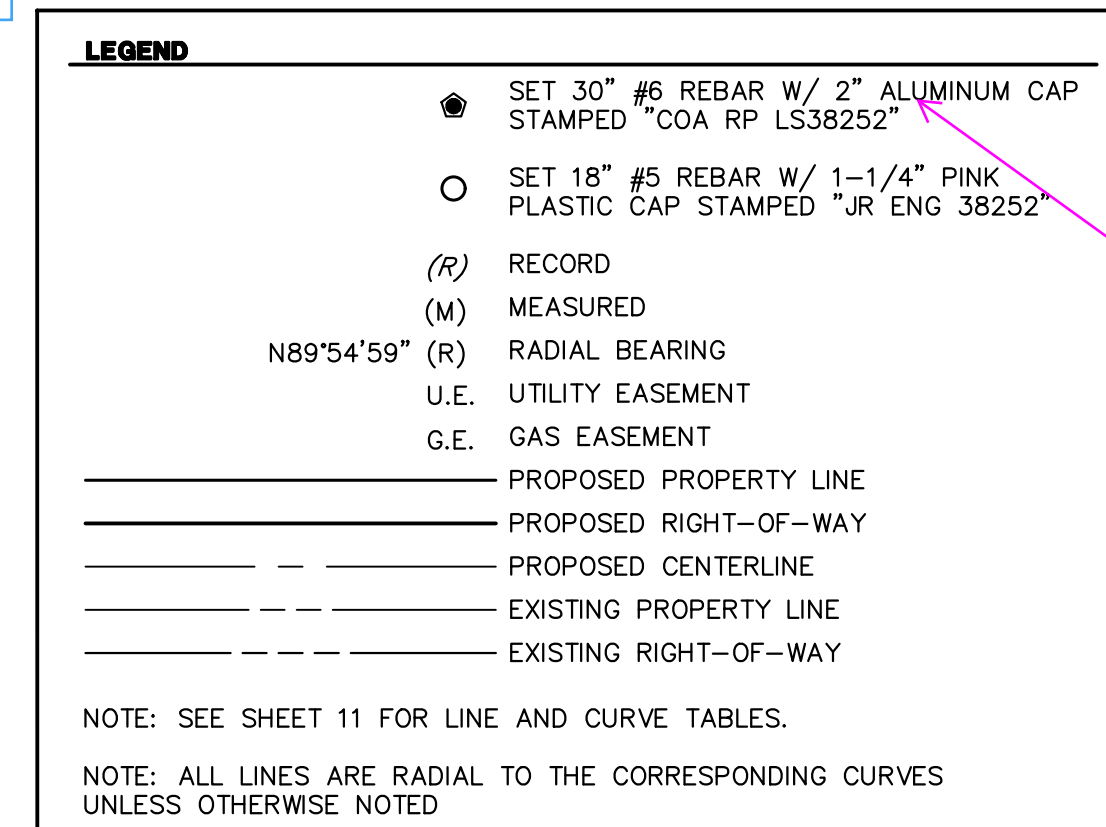 LEGEND
SET 30" #6 REBAR W/ 2" ALUMINUM CAP
STAMPED "COA RP LS38252"
SET 18" #5 REBAR W/ 1-1/4" PINK
PLASTIC CAP STAMPED "JR ENG 38252"
(R) RECORD
(M) MEASURED
N89°54'59" (R) RADIAL BEARING
U.E. UTILITY EASEMENT
G.E. GAS EASEMENT
PROPOSED PROPERTY LINE
PROPOSED RIGHT-OF-WAY
PROPOSED CENTERLINE
EXISTING PROPERTY LINE
EXISTING RIGHT-OF-WAY
NOTE: SEE SHEET 11 FOR LINE AND CURVE TABLES.
NOTE: ALL LINES ARE RADIAL TO THE CORRESPONDING CURVES
UNLESS OTHERWISE NOTED